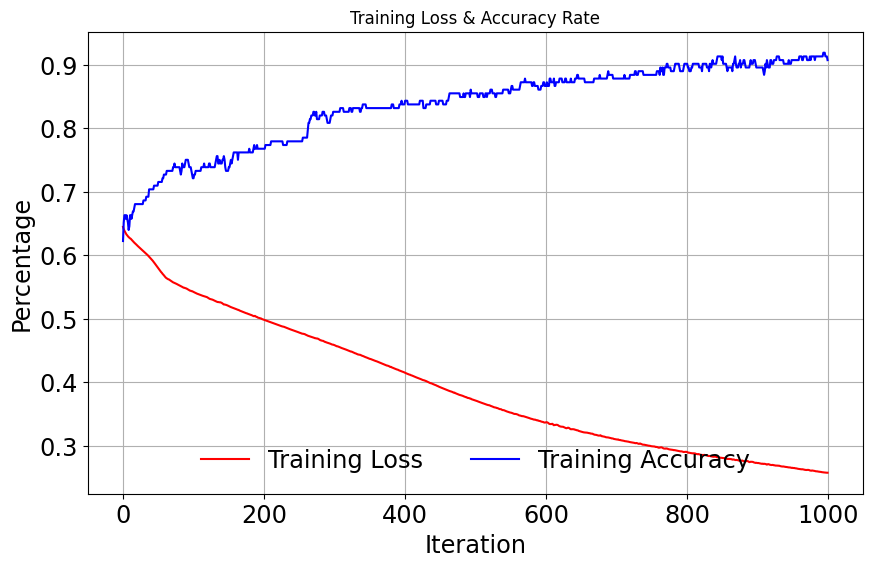 Training Loss & Accuracy Rate
Percentage
0.9
0.8
0.7
0.6
0.5
0.4
0.3
Training Loss
Training Accuracy
0 200 400 600 800 1000
Iteration